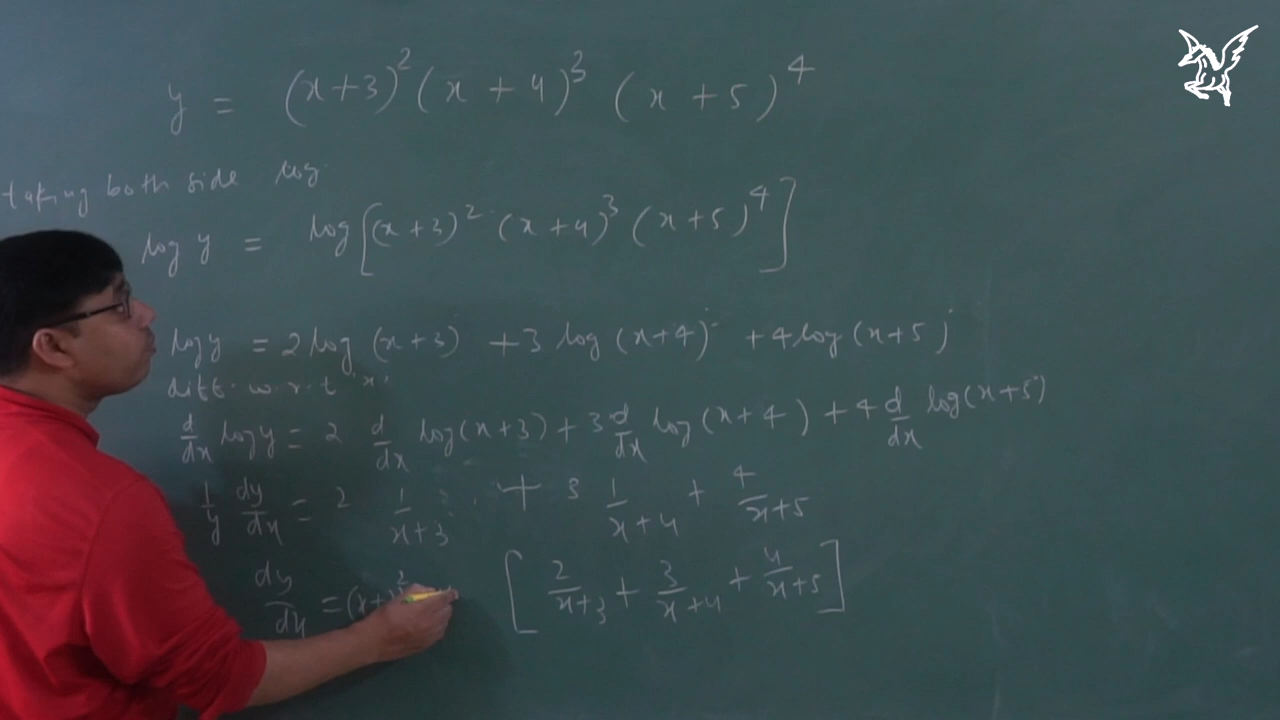 y = (x+3)² (x+4)³ (x+5)⁴
taking both side log
log y = log[(x+3)² (x+4)³ (x+5)⁴]
log y = 2 log (x+3) + 3 log (x+4) + 4 log (x+5)
diff. w.r.t 'x'
d/dx log y = 2 d/dx log(x+3) + 3 d/dx log(x+4) + 4 d/dx log(x+5)
1/y dy/dx = 2 1/x+3 + 3 1/x+4 + 4/x+5
dy/dx = (x+ 2 [2/x+3 + 3/x+4 + 4/x+5]